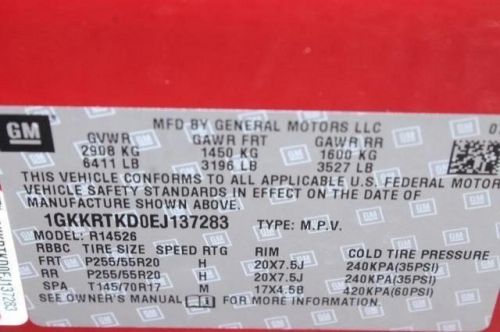 GM
MFD BY GENERAL MOTORS LLC
GVWR GAWR FRT GAWR RR
2908 KG 1450 KG 1600 KG
6411 LB 3196 LB 3527 LB
THIS VEHICLE CONFORMS TO ALL APPLICABLE U.S. FEDERAL MOTOR
VEHICLE SAFETY STANDARDS IN EFFECT ON THE DATE OF
MANUFACTURE SHOWN ABOVE.
1GKKRTKD0EJ137283 TYPE: M.P.V.
MODEL: R14526
RBBC TIRE SIZE SPEED RTG RIM COLD TIRE PRESSURE
FRT P255/55R20 H 20X7.5J 240KPA(35PSI)
RR P255/55R20 H 20X7.5J 240KPA(35PSI)
SPA T145/70R17 M 17X4.5B 420KPA(60PSI)
SEE OWNER'S MANUAL FOR MORE INFORMATION